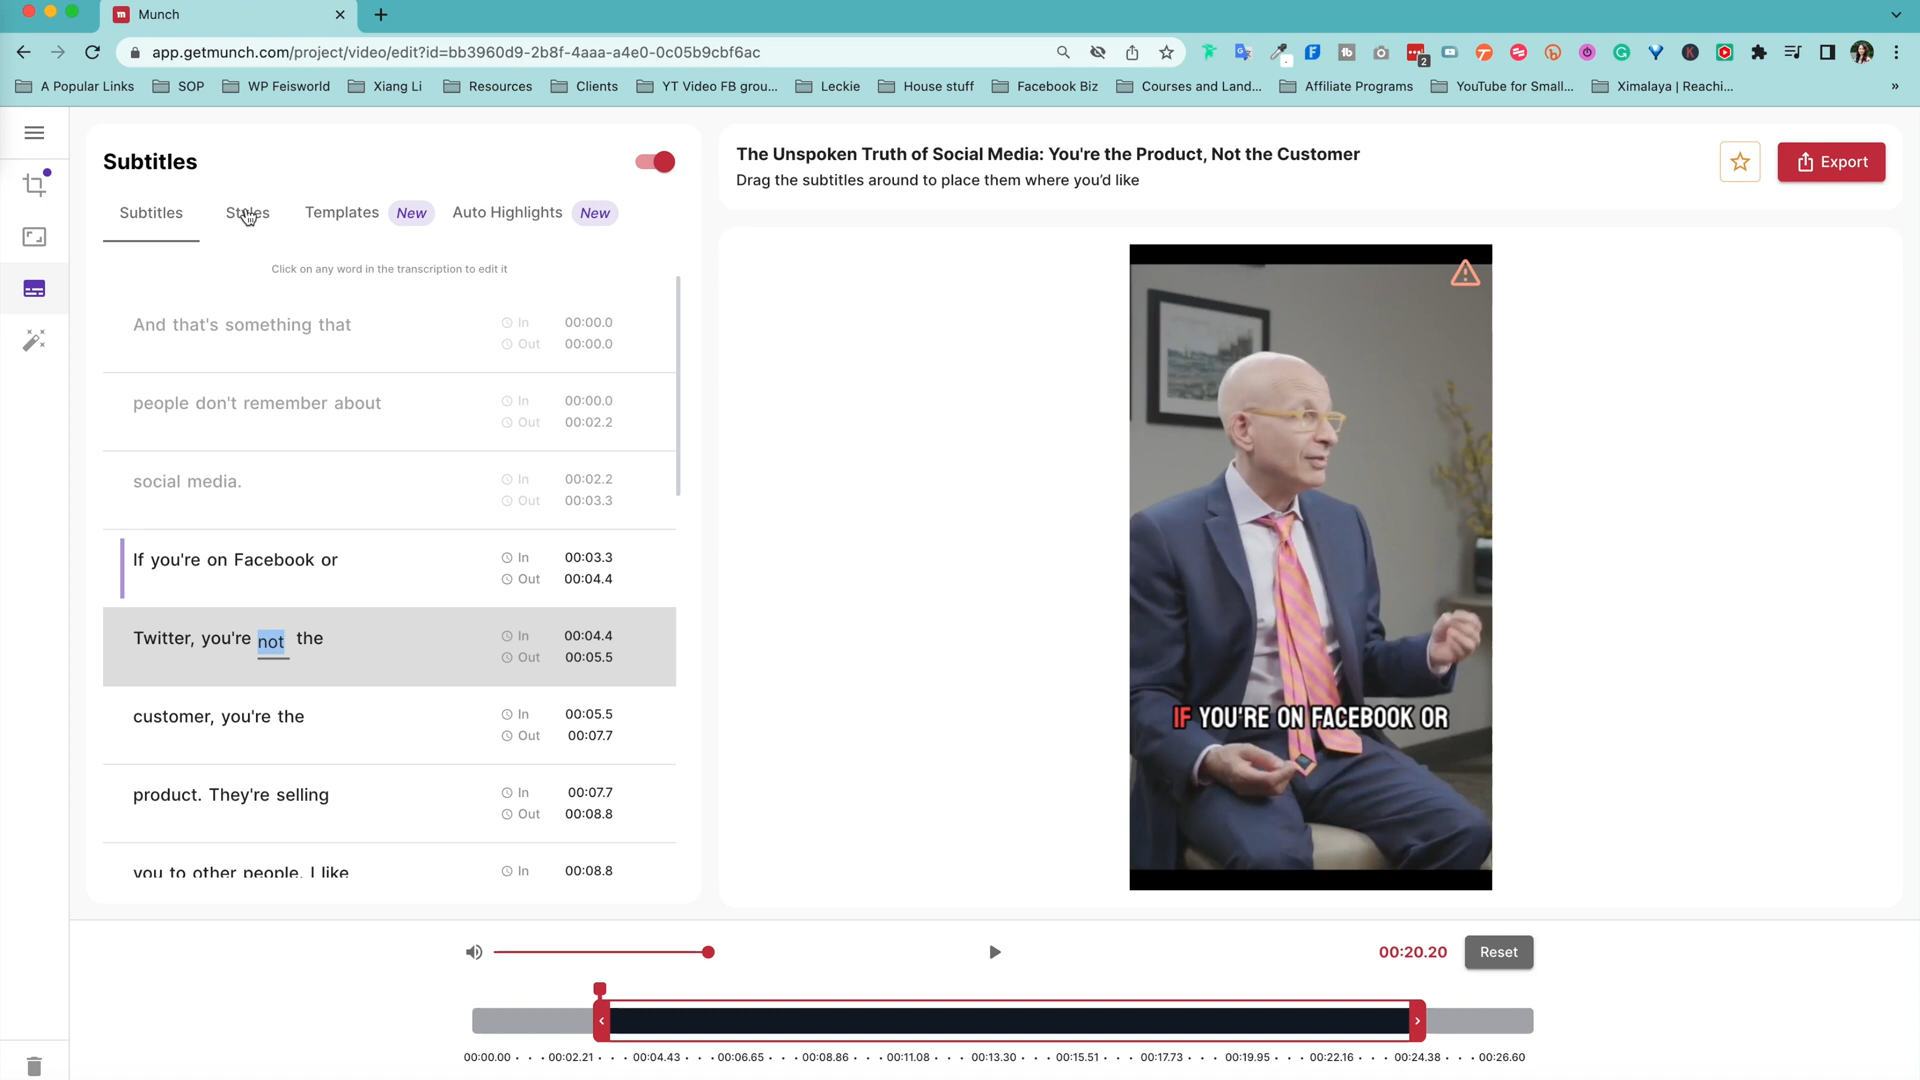 Munch
app.getmunch.com/project/video/edit?id=bb3960d9-2b8f-4aaa-a4e0-0c05b9cbf6ac
2
A Popular Links SOP WP Feisworld Xiang Li Resources Clients YT Video FB grou... Leckie House stuff Facebook Biz Courses and Land... Affiliate Programs YouTube for Small... Ximalaya | Reachi... »
Subtitles
Subtitles Styles Templates New Auto Highlights New
Click on any word in the transcription to edit it
And that's something that In 00:00.0
Out 00:00.0
people don't remember about In 00:00.0
Out 00:02.2
social media. In 00:02.2
Out 00:03.3
If you're on Facebook or In 00:03.3
Out 00:04.4
Twitter, you're not the In 00:04.4
Out 00:05.5
customer, you're the In 00:05.5
Out 00:07.7
product. They're selling In 00:07.7
Out 00:08.8
you to other people. I like In 00:08.8
The Unspoken Truth of Social Media: You're the Product, Not the Customer
Drag the subtitles around to place them where you'd like
Export
IF YOU'RE ON FACEBOOK OR
00:20.20 Reset
00:00.00 00:02.21 00:04.43 00:06.65 00:08.86 00:11.08 00:13.30 00:15.51 00:17.73 00:19.95 00:22.16 00:24.38 00:26.60